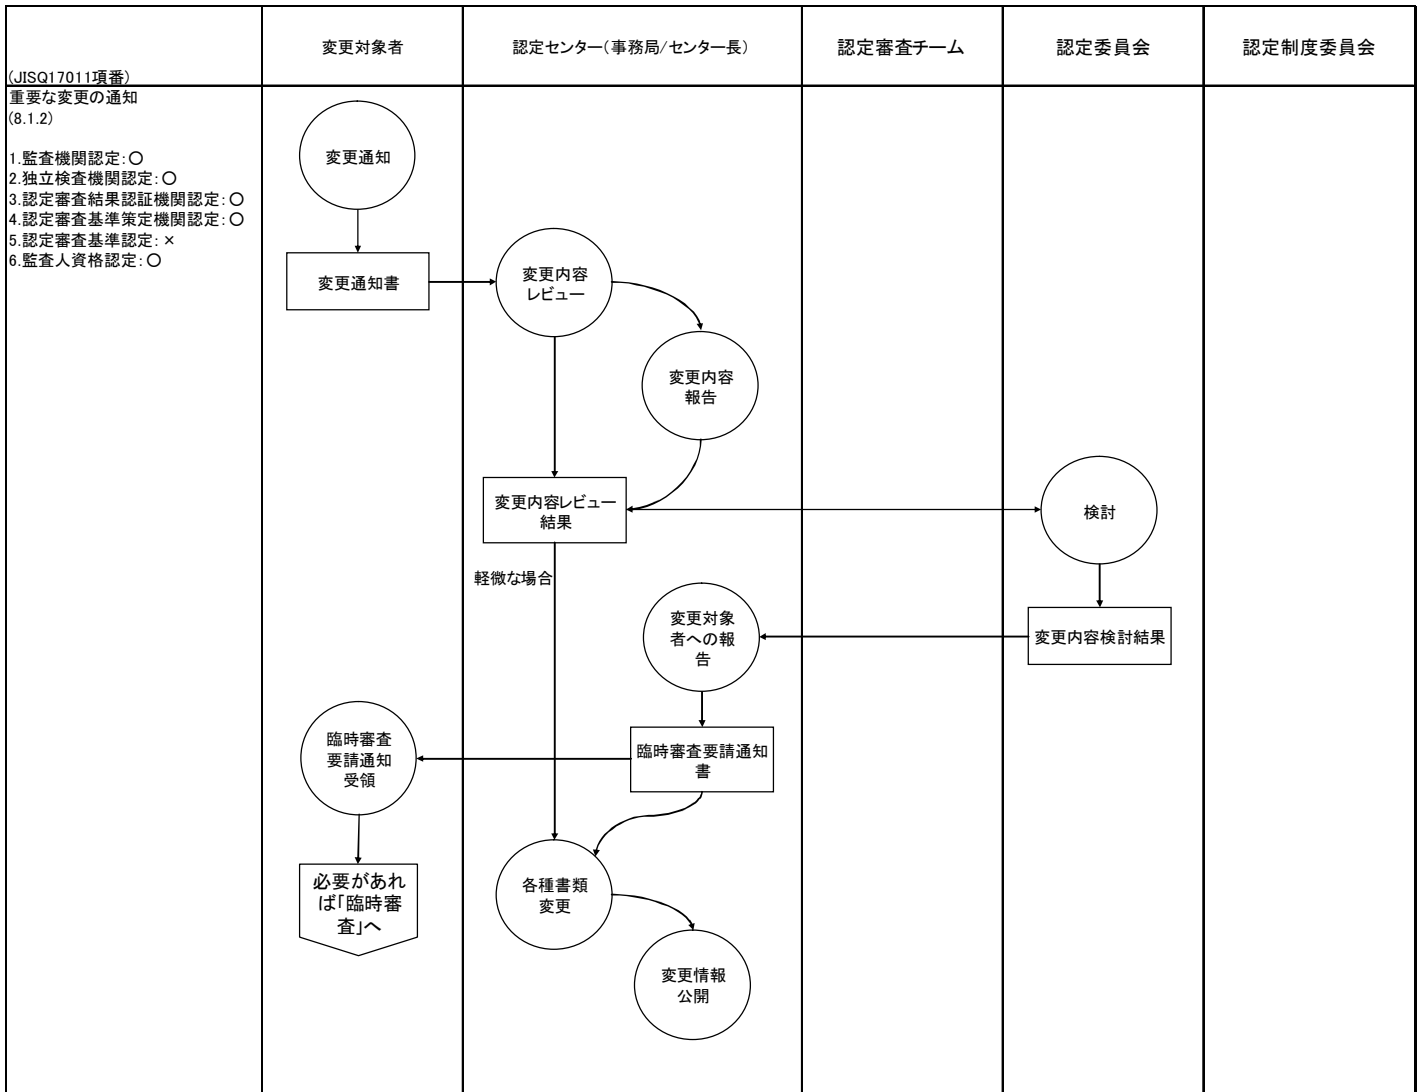 (JISQ17011項番)
変更対象者
認定センター(事務局/センター長)
認定審査チーム
認定委員会
認定制度委員会
重要な変更の通知
(8.1.2)
1.監査機関認定:○
2.独立検査機関認定:○
3.認定審査結果認証機関認定:○
4.認定審査基準策定機関認定:○
5.認定審査基準認定:×
6.監査人資格認定:○
変更通知
変更通知書
変更内容
レビュー
変更内容
報告
変更内容レビュー
結果
検討
軽微な場合
変更対象
者への報
告
変更内容検討結果
臨時審査
要請通知
受領
臨時審査要請通知
書
必要があれ
ば「臨時審
査」へ
各種書類
変更
変更情報
公開